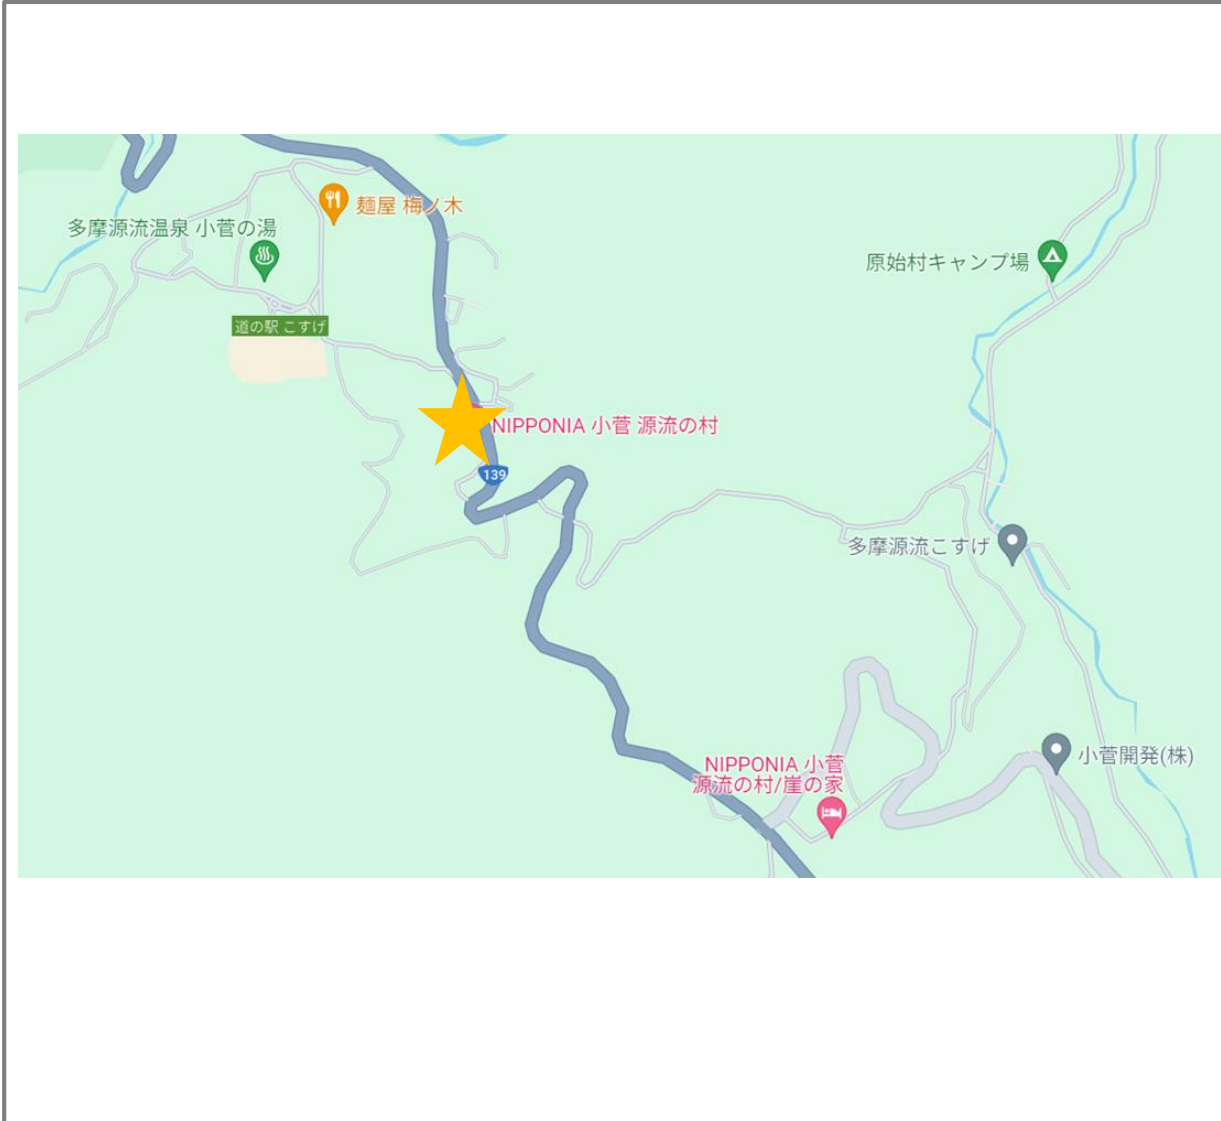 麺屋 梅ノ木
多摩源流温泉 小菅の湯
原始村キャンプ場
道の駅 こすげ
NIPPONIA 小菅 源流の村
139
多摩源流こすげ
NIPPONIA 小菅
源流の村/崖の家
小菅開発(株)